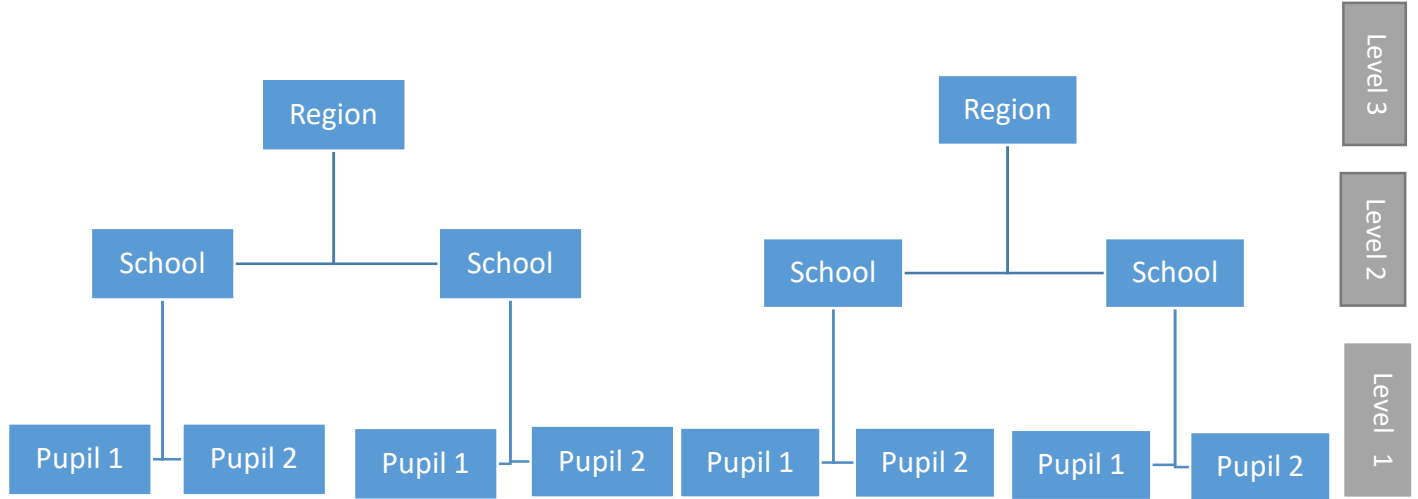 Region
Region
Level 3
School
School
School
School
Level 2
Pupil 1
Pupil 2
Pupil 1
Pupil 2
Pupil 1
Pupil 2
Pupil 1
Pupil 2
Level 1